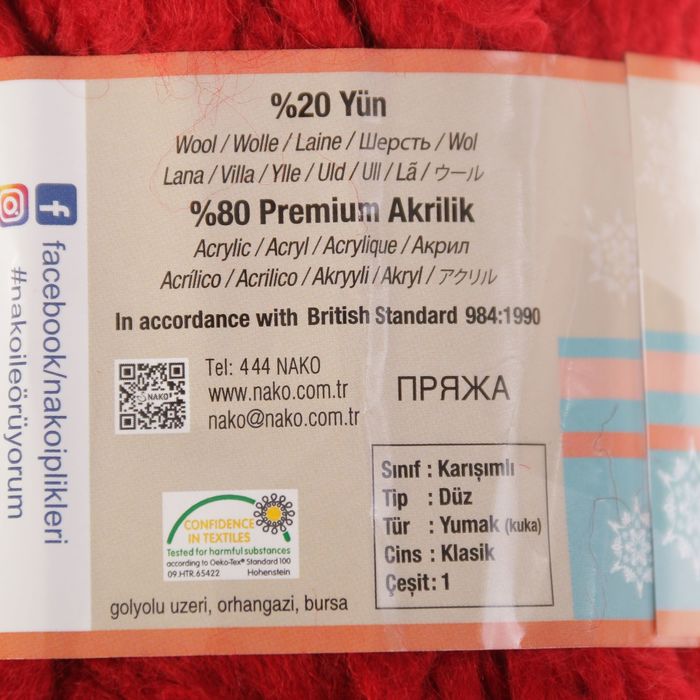 %20 Yün
Wool / Wolle / Laine / Шерсть / Wol
Lana / Villa / Ylle / Uld / Ull / Lã / ウール
%80 Premium Akrilik
Acrylic / Acryl / Acrylique / Акрил
Acrílico / Acrilico / Akryyli / Akryl / アクリル
In accordance with British Standard 984:1990
Tel: 444 NAKO
www.nako.com.tr
nako@nako.com.tr
NAKO
ПРЯЖА
Sınıf : Karışımlı
Tip : Düz
Tür : Yumak (kuka)
Cins : Klasik
Çeşit : 1
CONFIDENCE
IN TEXTILES
Tested for harmful substances
according to Oeko-Tex® Standard 100
09.HTR.65422 Hohenstein
golyolu uzeri, orhangazi, bursa
f facebook/nakoiplikleri
#nakoileörüyorum